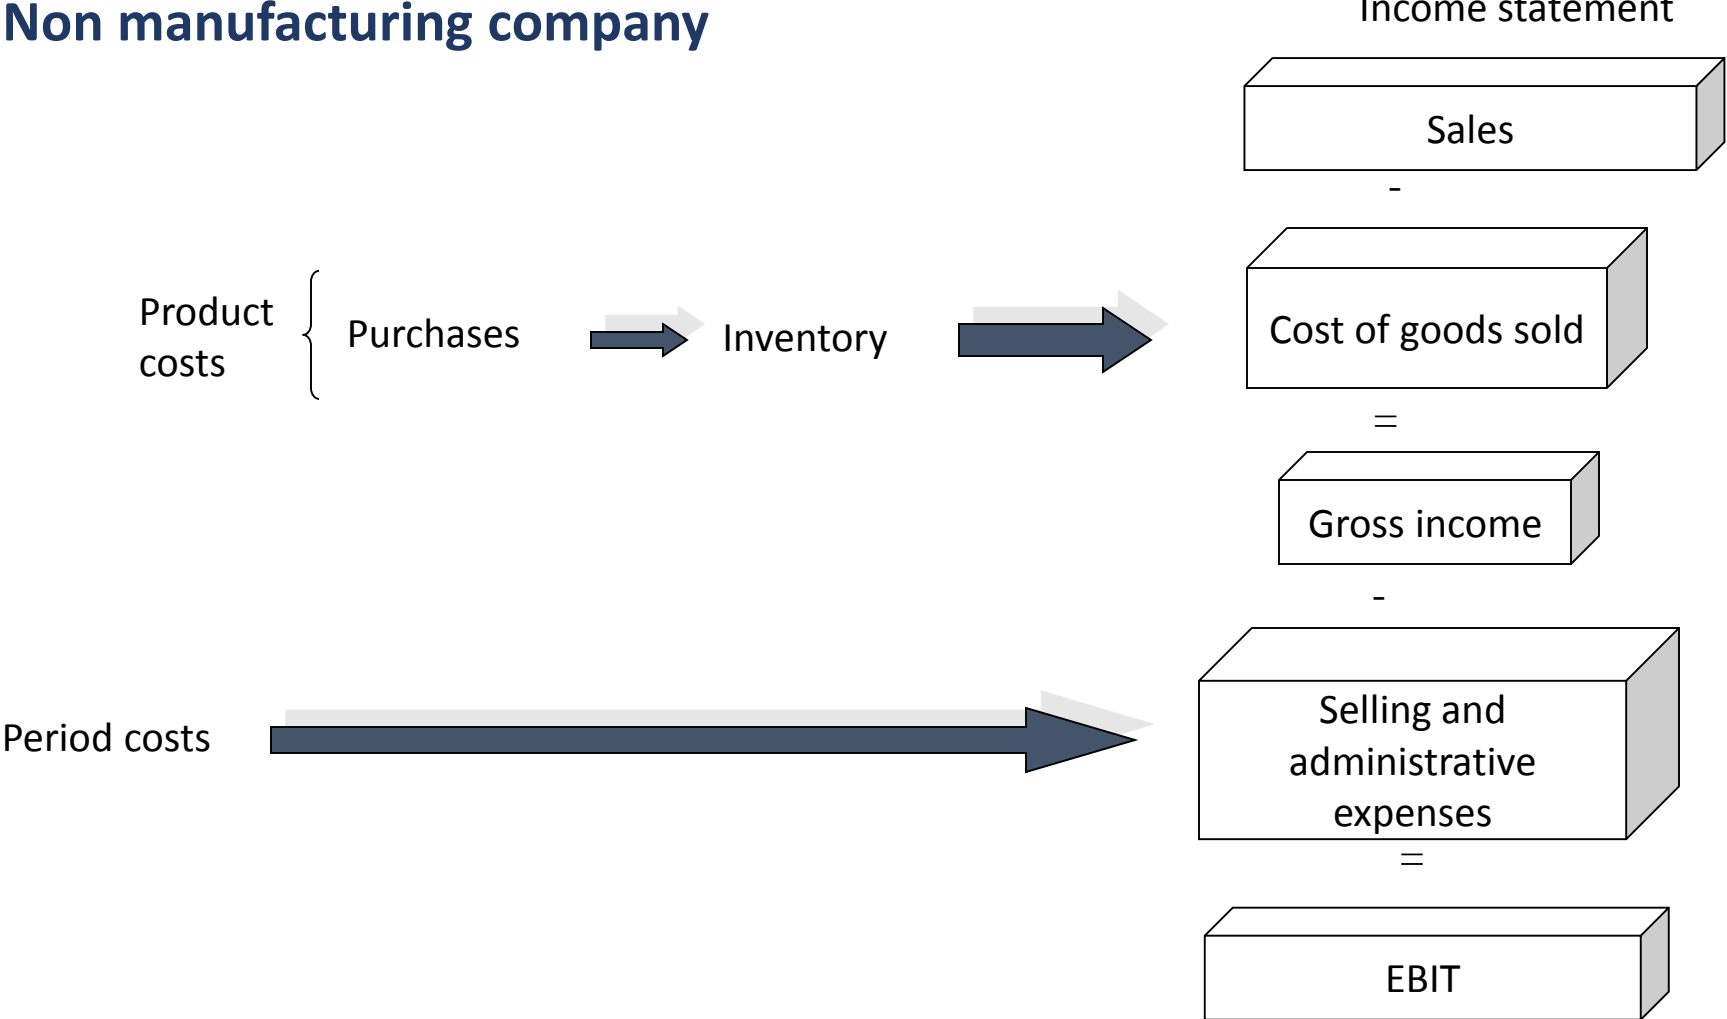 Non manufacturing company
Income statement
Sales
-
Product
costs
Purchases
Inventory
Cost of goods sold
=
Gross income
-
Period costs
Selling and
administrative
expenses
=
EBIT